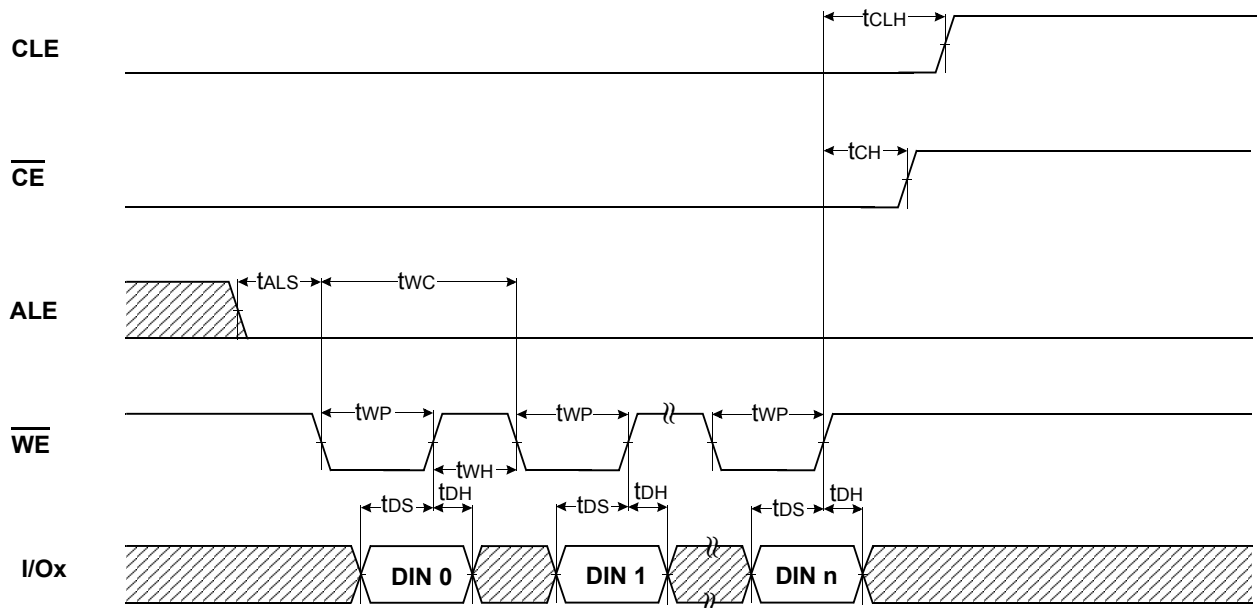 tCLH
CLE
tCH
CE
tALS
tWC
ALE
tWP
tWP
tWP
WE
tWH
tDS
tDH
tDS
tDH
tDS
tDH
I/Ox
DIN 0
DIN 1
DIN n